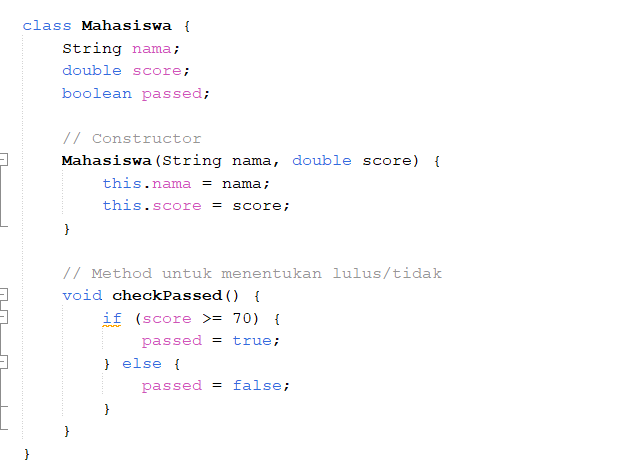 class Mahasiswa {
    String nama;
    double score;
    boolean passed;

    // Constructor
    Mahasiswa(String nama, double score) {
        this.nama = nama;
        this.score = score;
    }

    // Method untuk menentukan lulus/tidak
    void checkPassed() {
        if (score >= 70) {
            passed = true;
        } else {
            passed = false;
        }
    }
}